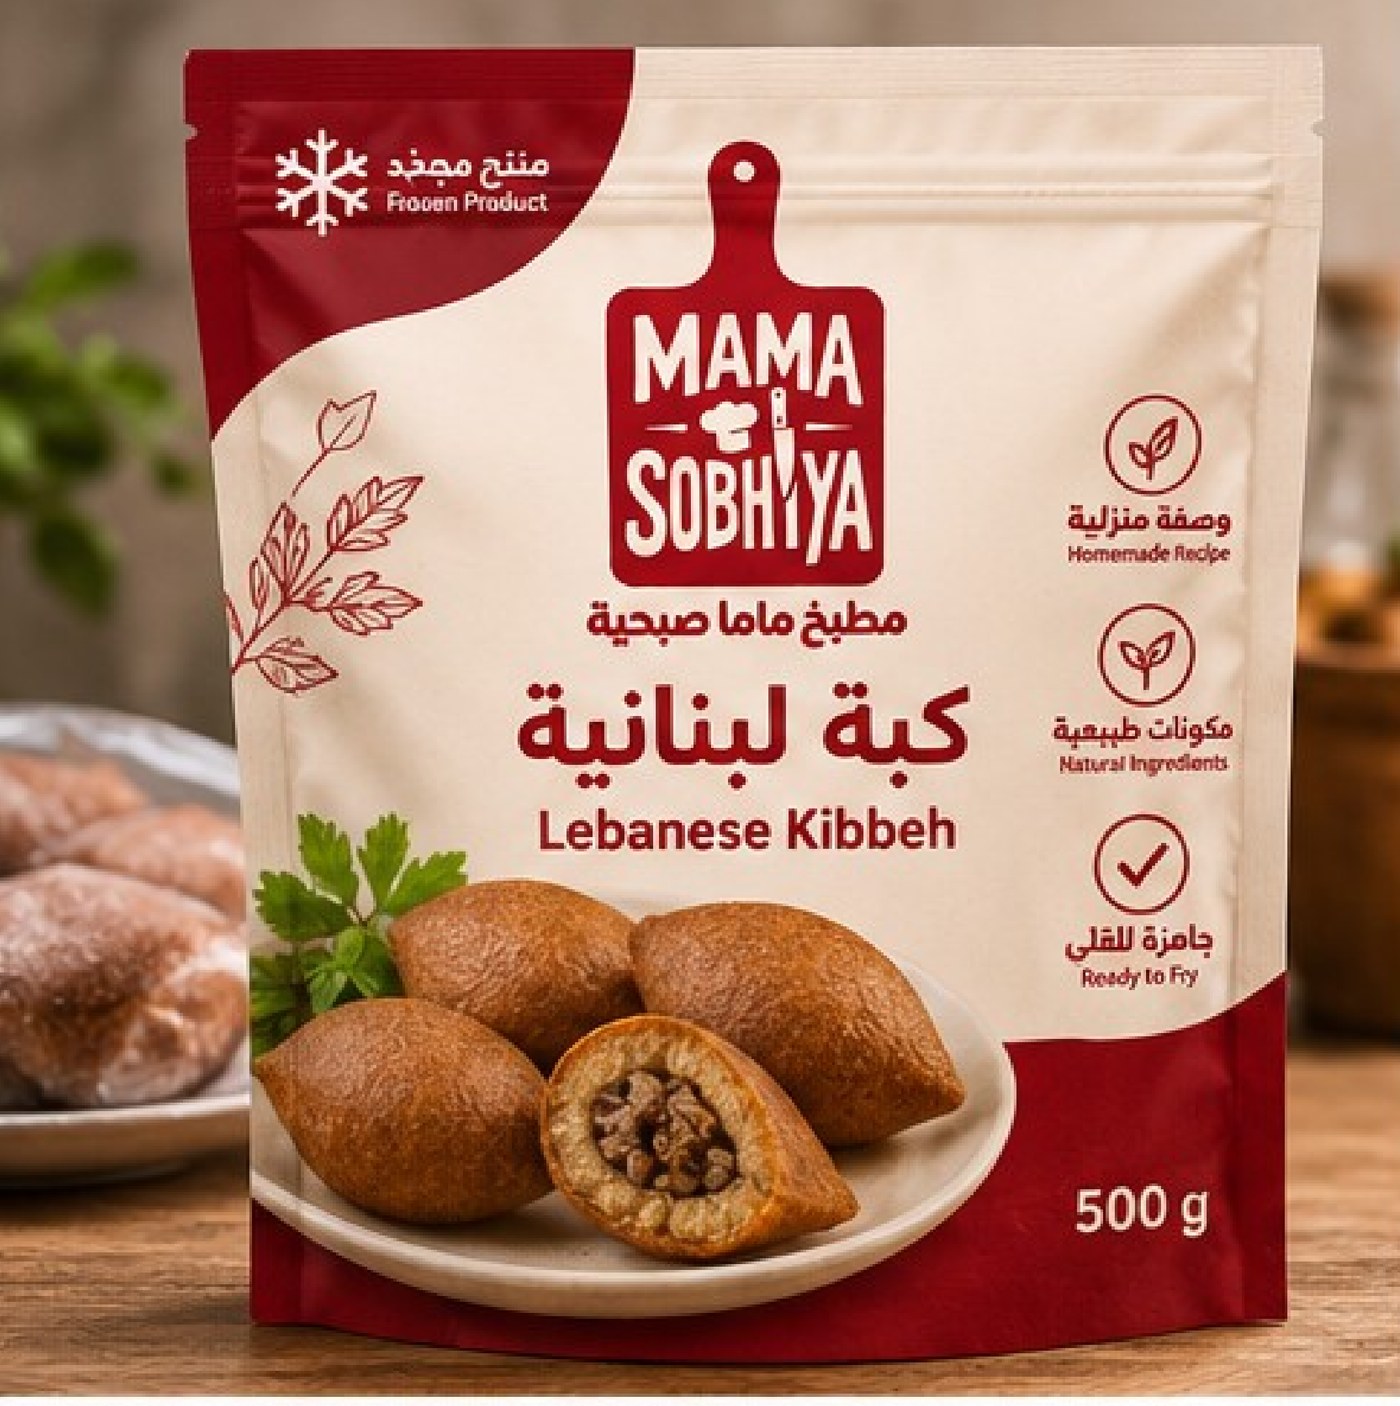 منتج مجمد
Frozen Product
MAMA
SOBHIYA
مطبخ ماما صبحية
كبة لبنانية
Lebanese Kibbeh
وصفة منزلية
Homemade Recipe
مكونات طبيعية
Natural Ingredients
جاهزة للقلي
Ready to Fry
500 g